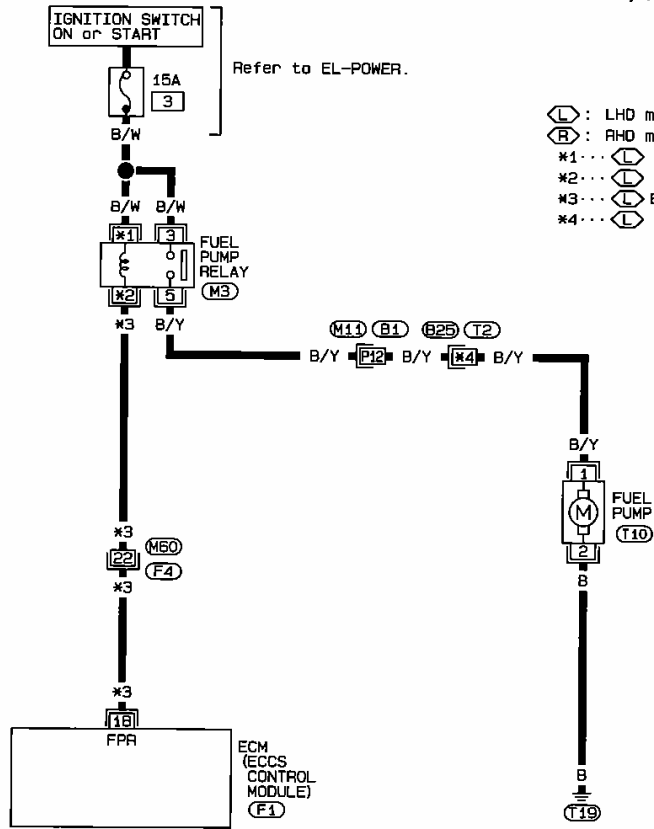 IGNITION SWITCH
ON or START
Refer to EL-POWER.
15A
3
B/W
L : LHD m
R : RHD m
*1··· L
*2··· L
*3··· L
*4··· L
B/W B/W
*1 3
FUEL
PUMP
RELAY
M3
*2 5
*3 B/Y
M11 B1 B25 T2
B/Y P12 B/Y *4 B/Y
B/Y
1
M
FUEL
PUMP
T10
2
B
*3
22
M60
F4
*3
*3
18
FPR
ECM
(ECCS
CONTROL
MODULE)
F1
B
T19